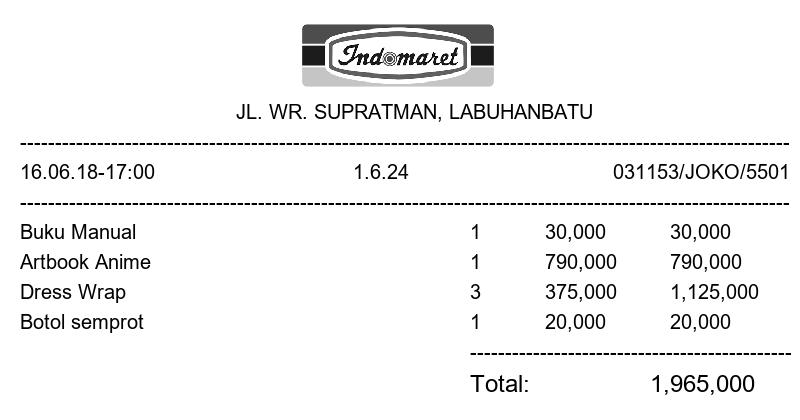 Indomaret
JL. WR. SUPRATMAN, LABUHANBATU
16.06.18-17:00 1.6.24 031153/JOKO/5501
Buku Manual 1 30,000 30,000
Artbook Anime 1 790,000 790,000
Dress Wrap 3 375,000 1,125,000
Botol semprot 1 20,000 20,000
Total: 1,965,000